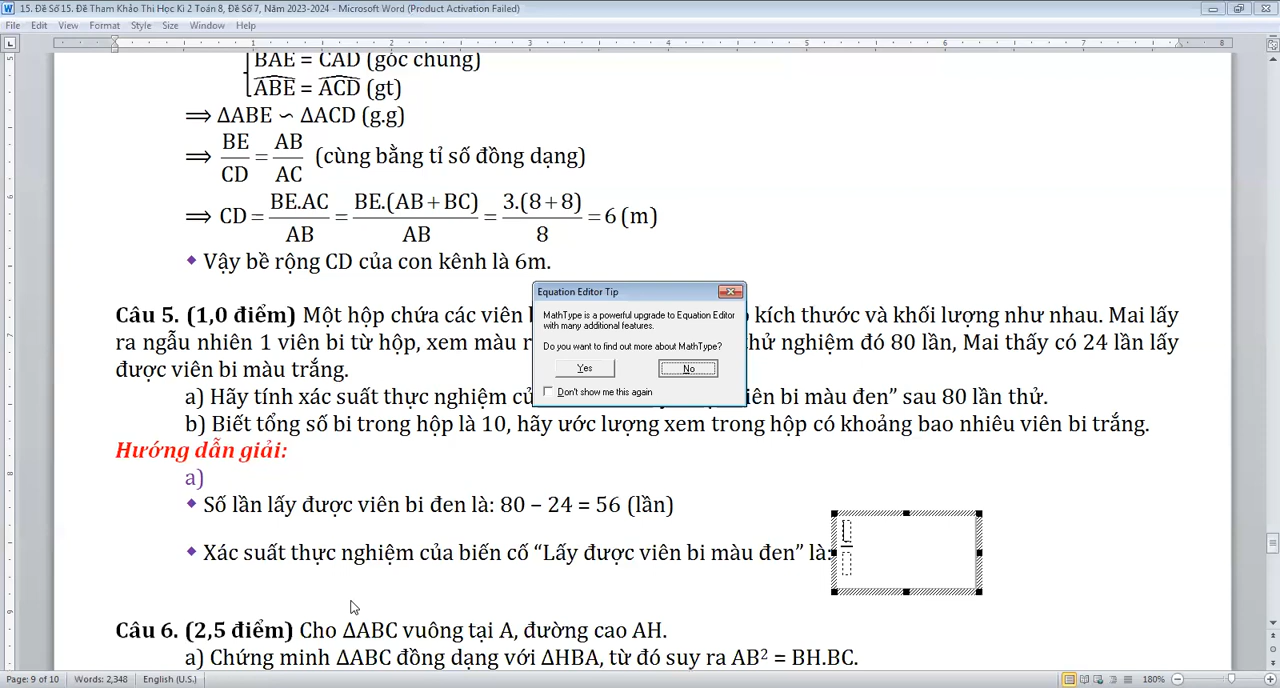 15. Đề Số 15. Đề Tham Khảo Thi Học Kì 2 Toán 8, Đề Số 7, Năm 2023-2024 - Microsoft Word (Product Activation Failed)
File Edit View Format Style Size Window Help
1 2 3 4 5 6 7 8
BAE = CAD (góc chung)
ABE = ACD (gt)
⟹ ΔABE ∽ ΔACD (g.g)
⟹ BE/CD = AB/AC (cùng bằng tỉ số đồng dạng)
⟹ CD = BE.AC/AB = BE.(AB + BC)/AB = 3.(8 + 8)/8 = 6 (m)
Vậy bề rộng CD của con kênh là 6m.
Equation Editor Tip
MathType is a powerful upgrade to Equation Editor
with many additional features.
Do you want to find out more about MathType?
Yes No
Don't show me this again
Câu 5. (1,0 điểm) Một hộp chứa các viên kích thước và khối lượng như nhau. Mai lấy
ra ngẫu nhiên 1 viên bi từ hộp, xem màu nghiệm đó 80 lần, Mai thấy có 24 lần lấy
được viên bi màu trắng.
a) Hãy tính xác suất thực nghiệm viên bi màu đen” sau 80 lần thử.
b) Biết tổng số bi trong hộp là 10, hãy ước lượng xem trong hộp có khoảng bao nhiêu viên bi trắng.
Hướng dẫn giải:
a)
Số lần lấy được viên bi đen là: 80 – 24 = 56 (lần)
Xác suất thực nghiệm của biến cố “Lấy được viên bi màu đen” là:
Câu 6. (2,5 điểm) Cho ΔABC vuông tại A, đường cao AH.
a) Chứng minh ΔABC đồng dạng với ΔHBA, từ đó suy ra AB² = BH.BC.
Page: 9 of 10 Words: 2,348 English (U.S.) 180%